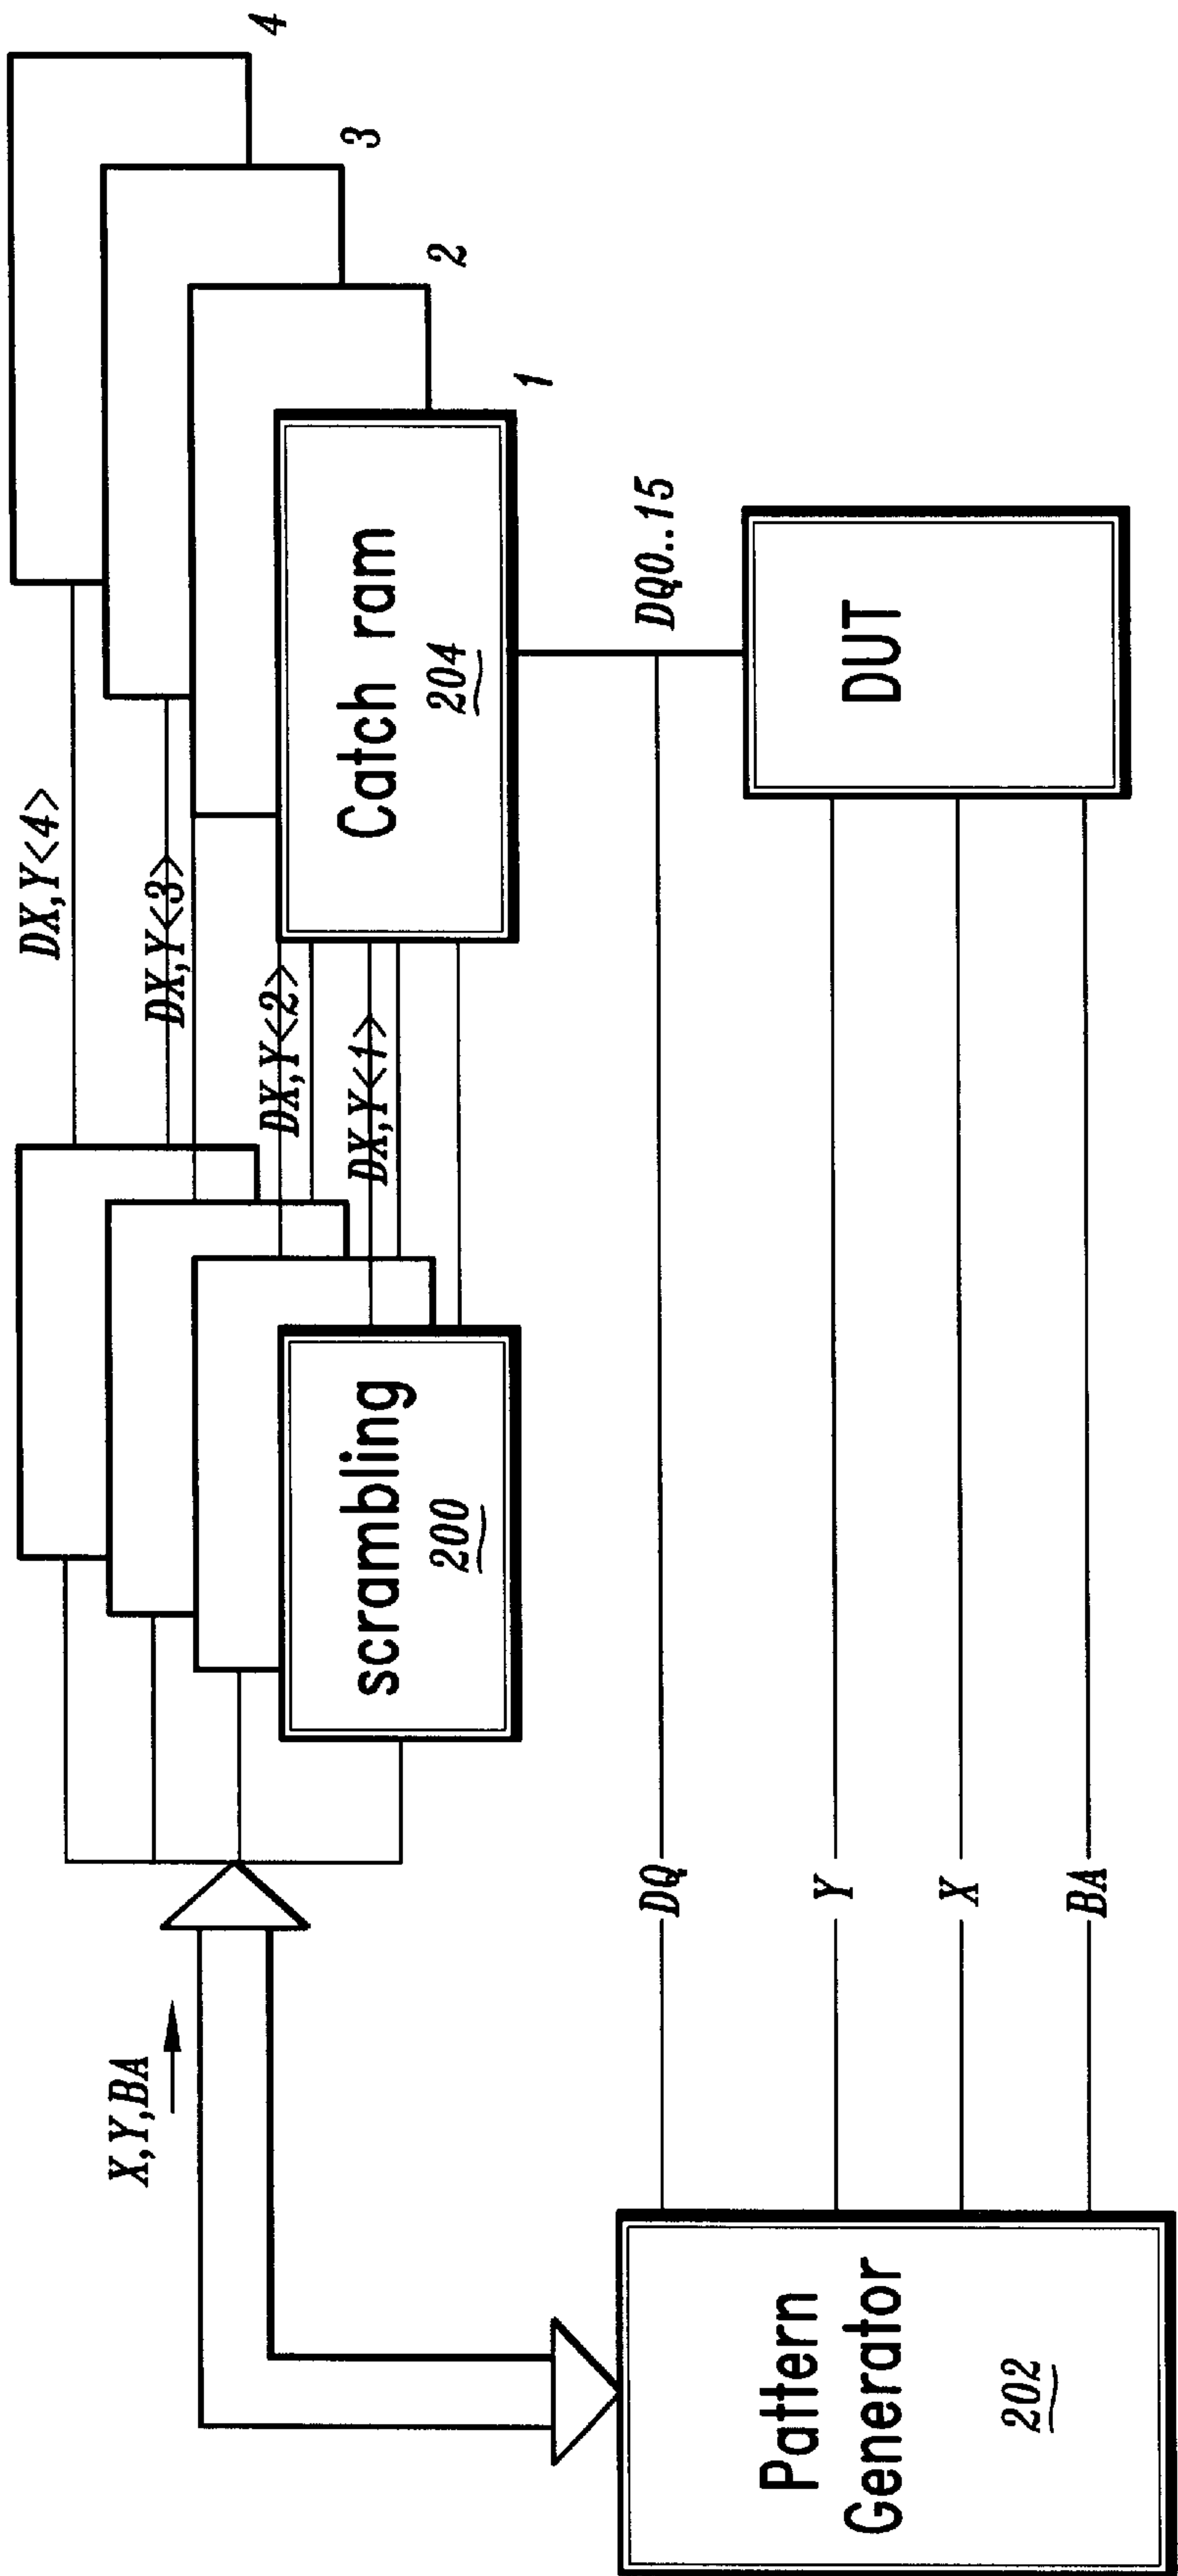 X,Y,BA
scrambling
200
DX,Y<4>
DX,Y<3>
DX,Y<2>
DX,Y<1>
Catch ram
204
1
2
3
4
Pattern
Generator
202
DQ
Y
X
BA
DQ0..15
DUT